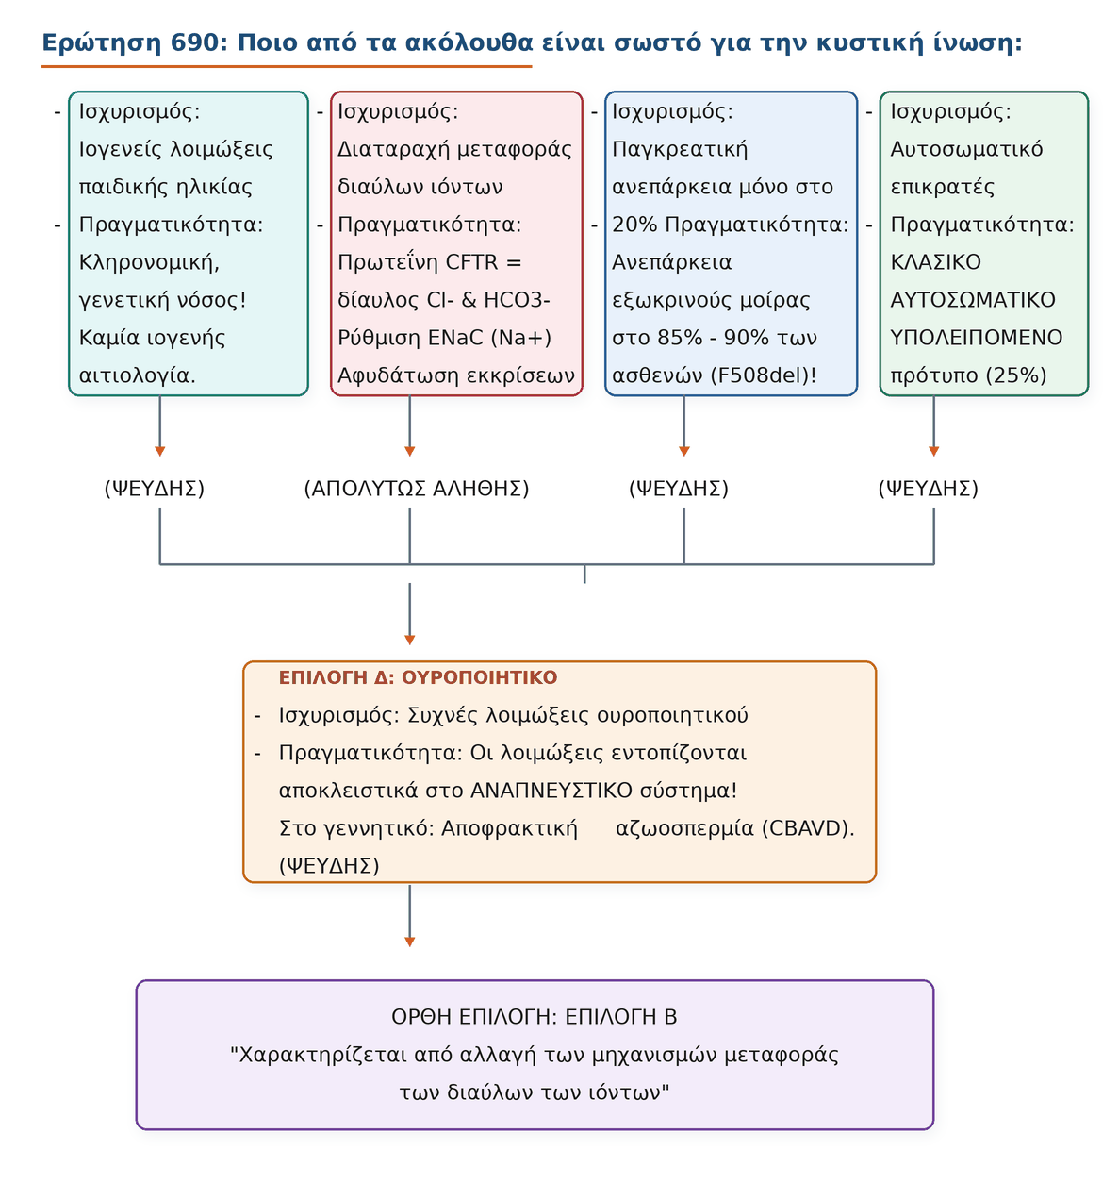 Ερώτηση 690: Ποιο από τα ακόλουθα είναι σωστό για την κυστική ίνωση:
- Ισχυρισμός:
Ιογενείς λοιμώξεις
παιδικής ηλικίας
- Πραγματικότητα:
Κληρονομική,
γενετική νόσος!
Καμία ιογενής
αιτιολογία.
- Ισχυρισμός:
Διαταραχή μεταφοράς
διαύλων ιόντων
- Πραγματικότητα:
Πρωτεΐνη CFTR =
δίαυλος Cl- & HCO3-
Ρύθμιση ENaC (Na+)
Αφυδάτωση εκκρίσεων
- Ισχυρισμός:
Παγκρεατική
ανεπάρκεια μόνο στο
- 20% Πραγματικότητα:
Ανεπάρκεια
εξωκρινούς μοίρας
στο 85% - 90% των
ασθενών (F508del)!
- Ισχυρισμός:
Αυτοσωματικό
επικρατές
- Πραγματικότητα:
ΚΛΑΣΙΚΟ
ΑΥΤΟΣΩΜΑΤΙΚΟ
ΥΠΟΛΕΙΠΟΜΕΝΟ
πρότυπο (25%)
(ΨΕΥΔΗΣ)
(ΑΠΟΛΥΤΩΣ ΑΛΗΘΗΣ)
(ΨΕΥΔΗΣ)
(ΨΕΥΔΗΣ)
ΕΠΙΛΟΓΗ Δ: ΟΥΡΟΠΟΙΗΤΙΚΟ
- Ισχυρισμός: Συχνές λοιμώξεις ουροποιητικού
- Πραγματικότητα: Οι λοιμώξεις εντοπίζονται
αποκλειστικά στο ΑΝΑΠΝΕΥΣΤΙΚΟ σύστημα!
Στο γεννητικό: Αποφρακτική αζωοσπερμία (CBAVD).
(ΨΕΥΔΗΣ)
ΟΡΘΗ ΕΠΙΛΟΓΗ: ΕΠΙΛΟΓΗ Β
"Χαρακτηρίζεται από αλλαγή των μηχανισμών μεταφοράς
των διαύλων των ιόντων"